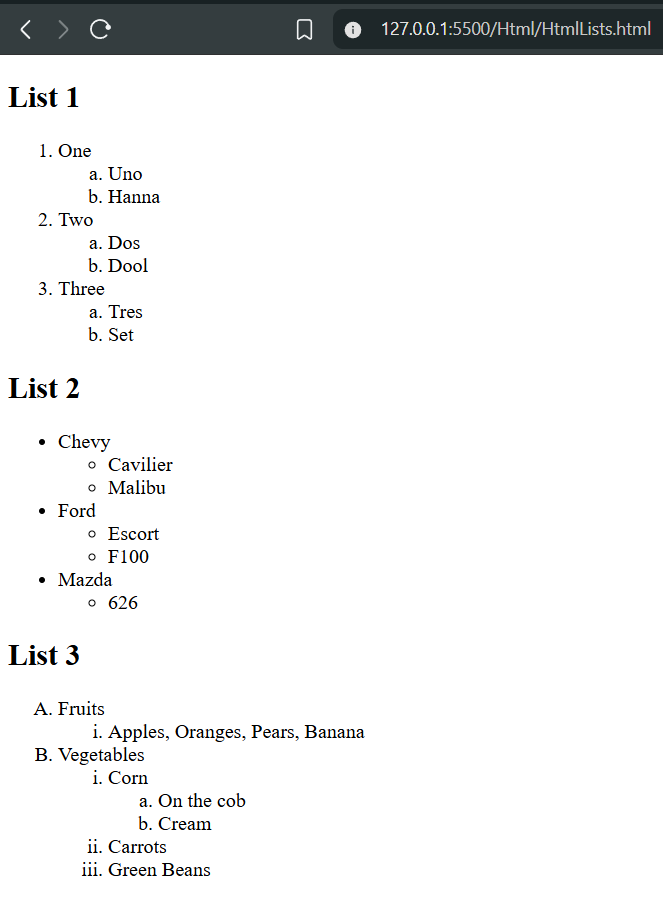 127.0.0.1:5500/Html/HtmlLists.html
List 1
1. One
a. Uno
b. Hanna
2. Two
a. Dos
b. Dool
3. Three
a. Tres
b. Set
List 2
• Chevy
◦ Cavilier
◦ Malibu
• Ford
◦ Escort
◦ F100
• Mazda
◦ 626
List 3
A. Fruits
i. Apples, Oranges, Pears, Banana
B. Vegetables
i. Corn
a. On the cob
b. Cream
ii. Carrots
iii. Green Beans